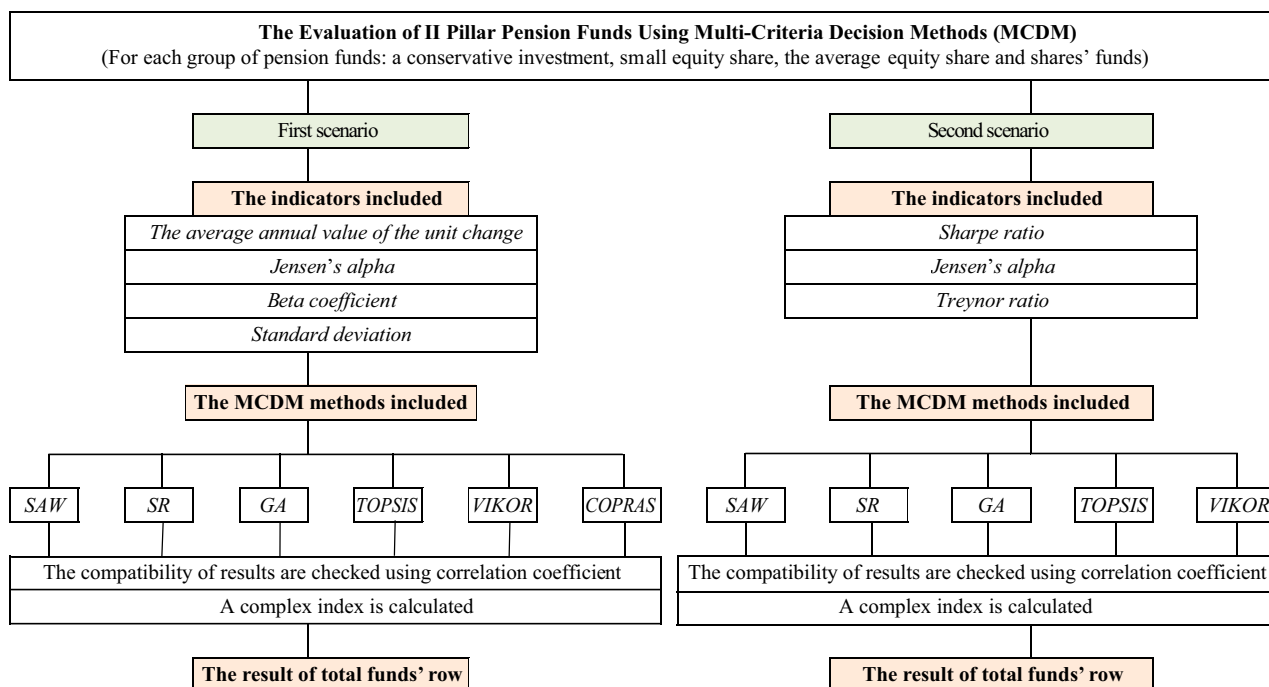 The Evaluation of II Pillar Pension Funds Using Multi-Criteria Decision Methods (MCDM)
(For each group of pension funds: a conservative investment, small equity share, the average equity share and shares' funds)
First scenario
The indicators included
The average annual value of the unit change
Jensen's alpha
Beta coefficient
Standard deviation
The MCDM methods included
SAW
SR
GA
TOPSIS
VIKOR
COPRAS
The compatibility of results are checked using correlation coefficient
A complex index is calculated
The result of total funds' row
Second scenario
The indicators included
Sharpe ratio
Jensen's alpha
Treynor ratio
The MCDM methods included
SAW
SR
GA
TOPSIS
VIKOR
The compatibility of results are checked using correlation coefficient
A complex index is calculated
The result of total funds' row